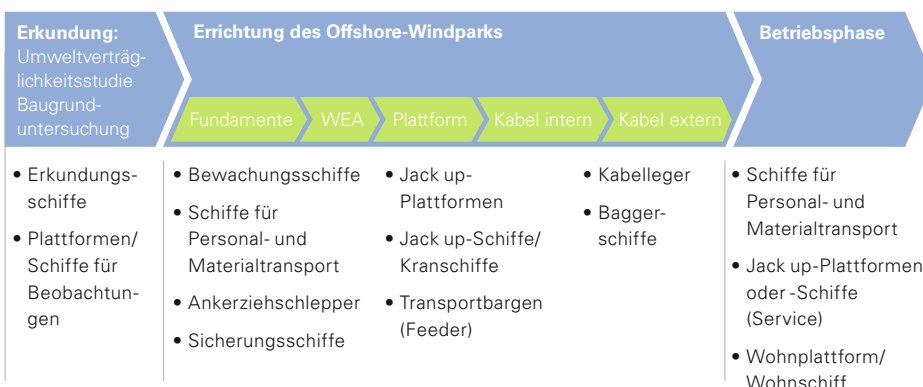 Erkundung:
Umweltverträg-
lichkeitsstudie
Baugrund-
untersuchung
Errichtung des Offshore-Windparks
Fundamente
WEA
Plattform
Kabel intern
Kabel extern
Betriebsphase
• Erkundungs-
schiffe
• Plattformen/
Schiffe für
Beobachtun-
gen
• Bewachungsschiffe
• Schiffe für
Personal- und
Materialtransport
• Ankerziehschlepper
• Sicherungsschiffe
• Jack up-
Plattformen
• Jack up-Schiffe/
Kranschiffe
• Transportbargen
(Feeder)
• Kabelleger
• Bagger-
schiffe
• Schiffe für
Personal- und
Materialtransport
• Jack up-Plattformen
oder -Schiffe
(Service)
• Wohnplattform/
Wohnschiff